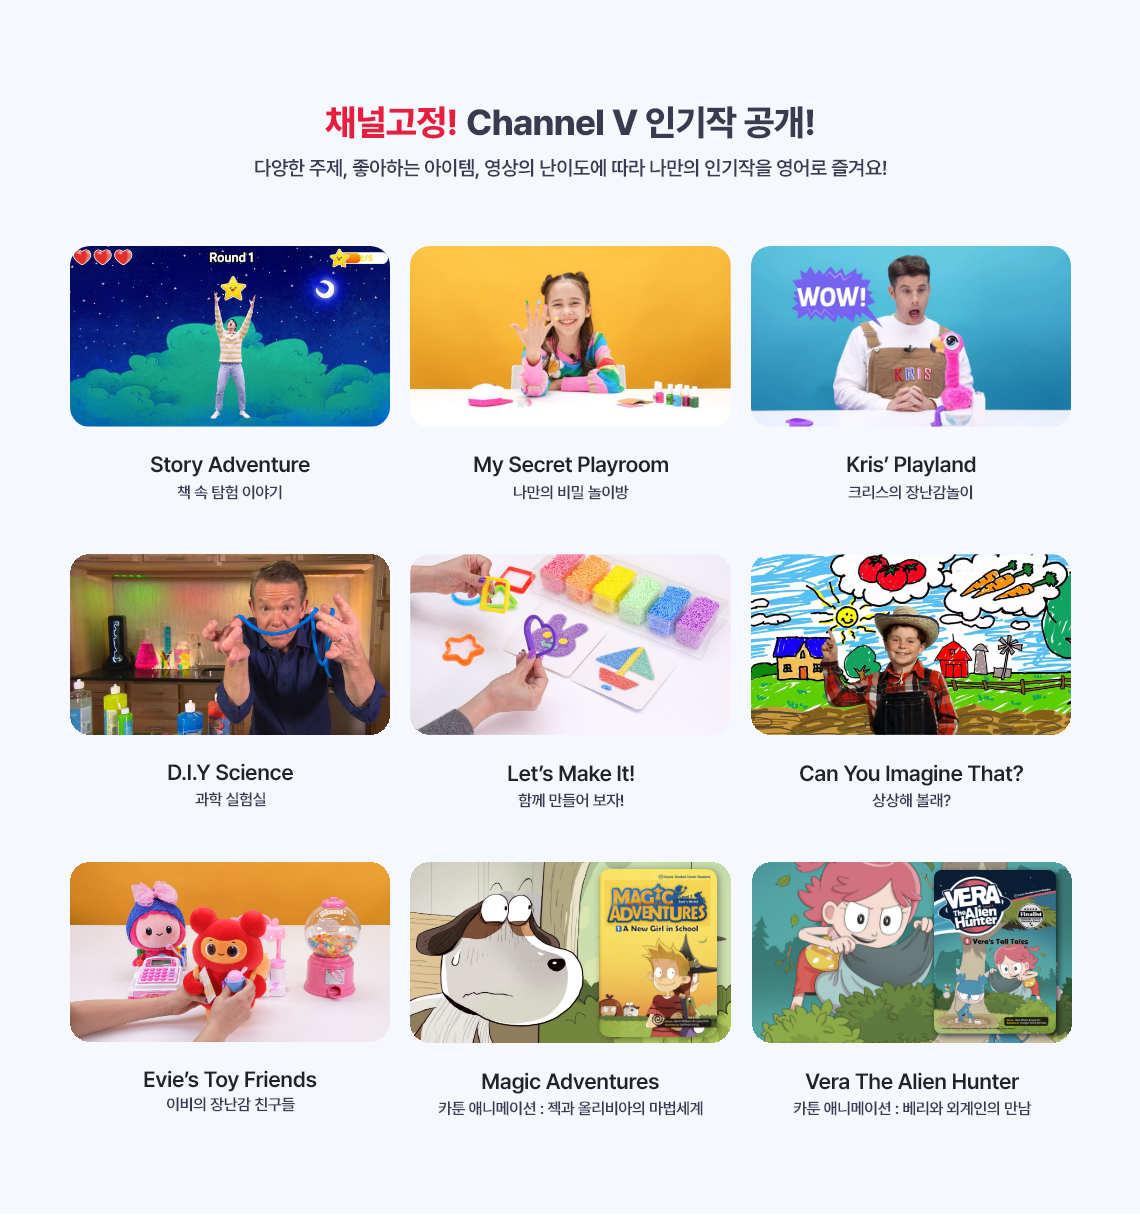 채널고정! Channel V 인기작 공개!
다양한 주제, 좋아하는 아이템, 영상의 난이도에 따라 나만의 인기작을 영어로 즐겨요!
Round 1
WOW!
KRIS
Story Adventure
책 속 탐험 이야기
My Secret Playroom
나만의 비밀 놀이방
Kris’ Playland
크리스의 장난감놀이
D.I.Y Science
과학 실험실
Let’s Make It!
함께 만들어 보자!
Can You Imagine That?
상상해 볼래?
MAGIC
ADVENTURES
1 A New Girl in School
VERA
The Alien
Hunter
Finalist
1 Vera's Tall Tales
Evie’s Toy Friends
이비의 장난감 친구들
Magic Adventures
카툰 애니메이션 : 젝과 올리비아의 마법세계
Vera The Alien Hunter
카툰 애니메이션 : 베리와 외계인의 만남